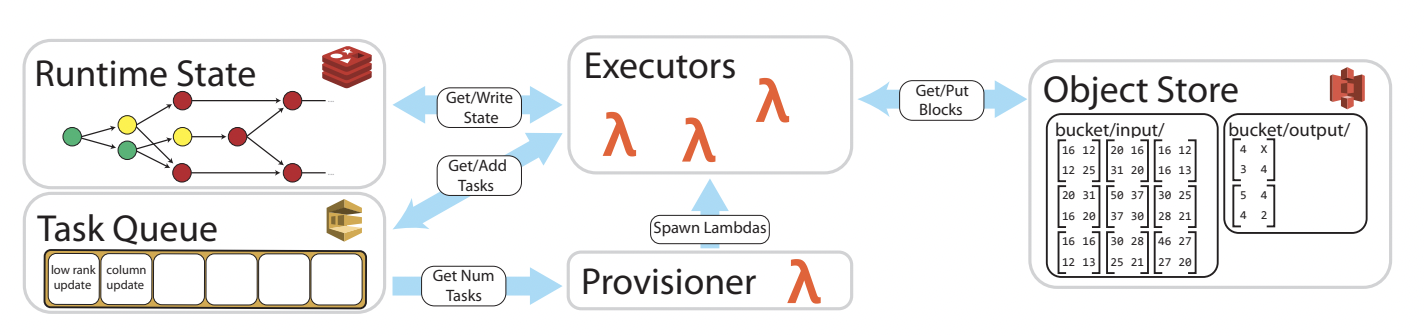 Runtime State
...
...
Get/Write
State
Get/Add
Tasks
Task Queue
low rank
update
column
update
Get Num
Tasks
Executors
λ λ λ
Spawn Lambdas
Provisioner λ
Get/Put
Blocks
Object Store
bucket/input/
16 12 20 16 16 12
12 25 31 20 16 13
20 31 50 37 30 25
16 20 37 30 28 21
16 16 30 28 46 27
12 13 25 21 27 20
bucket/output/
4 X
3 4
5 4
4 2